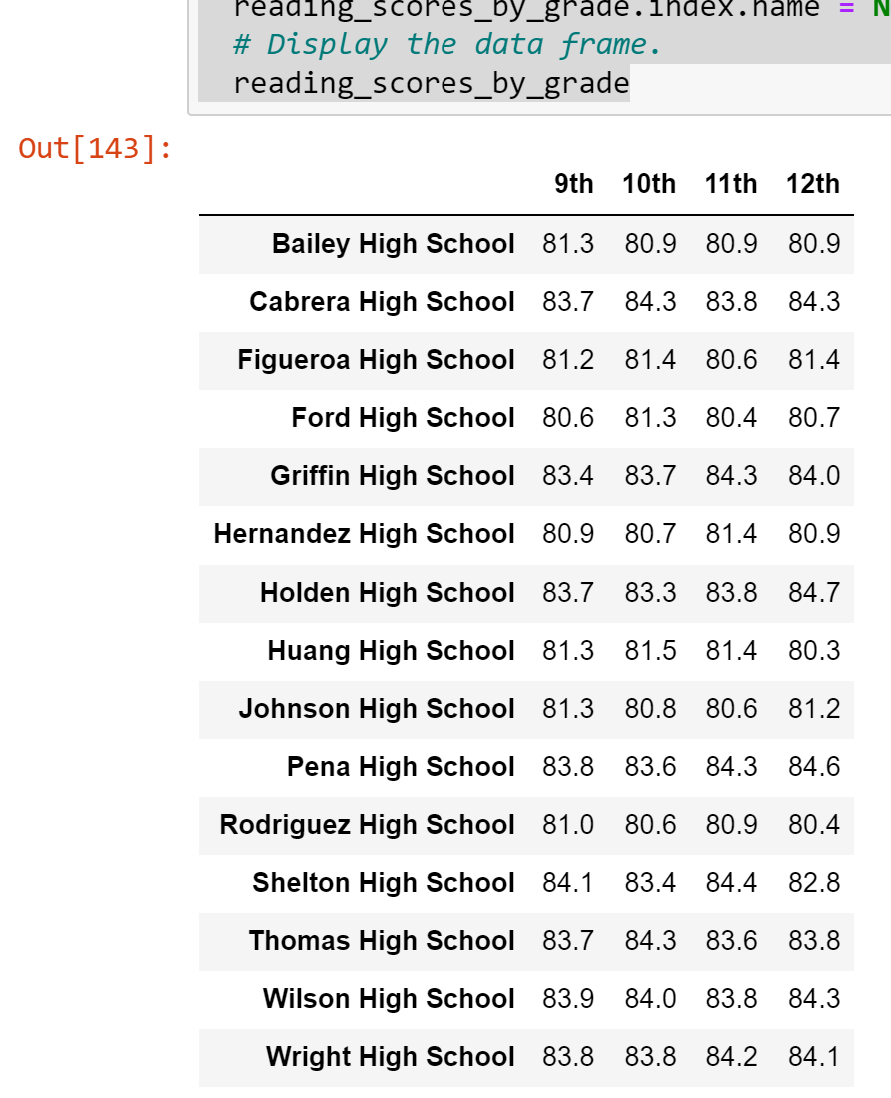 reading_scores_by_grade.index.name = N
# Display the data frame.
reading_scores_by_grade
Out[143]:
9th 10th 11th 12th
Bailey High School 81.3 80.9 80.9 80.9
Cabrera High School 83.7 84.3 83.8 84.3
Figueroa High School 81.2 81.4 80.6 81.4
Ford High School 80.6 81.3 80.4 80.7
Griffin High School 83.4 83.7 84.3 84.0
Hernandez High School 80.9 80.7 81.4 80.9
Holden High School 83.7 83.3 83.8 84.7
Huang High School 81.3 81.5 81.4 80.3
Johnson High School 81.3 80.8 80.6 81.2
Pena High School 83.8 83.6 84.3 84.6
Rodriguez High School 81.0 80.6 80.9 80.4
Shelton High School 84.1 83.4 84.4 82.8
Thomas High School 83.7 84.3 83.6 83.8
Wilson High School 83.9 84.0 83.8 84.3
Wright High School 83.8 83.8 84.2 84.1